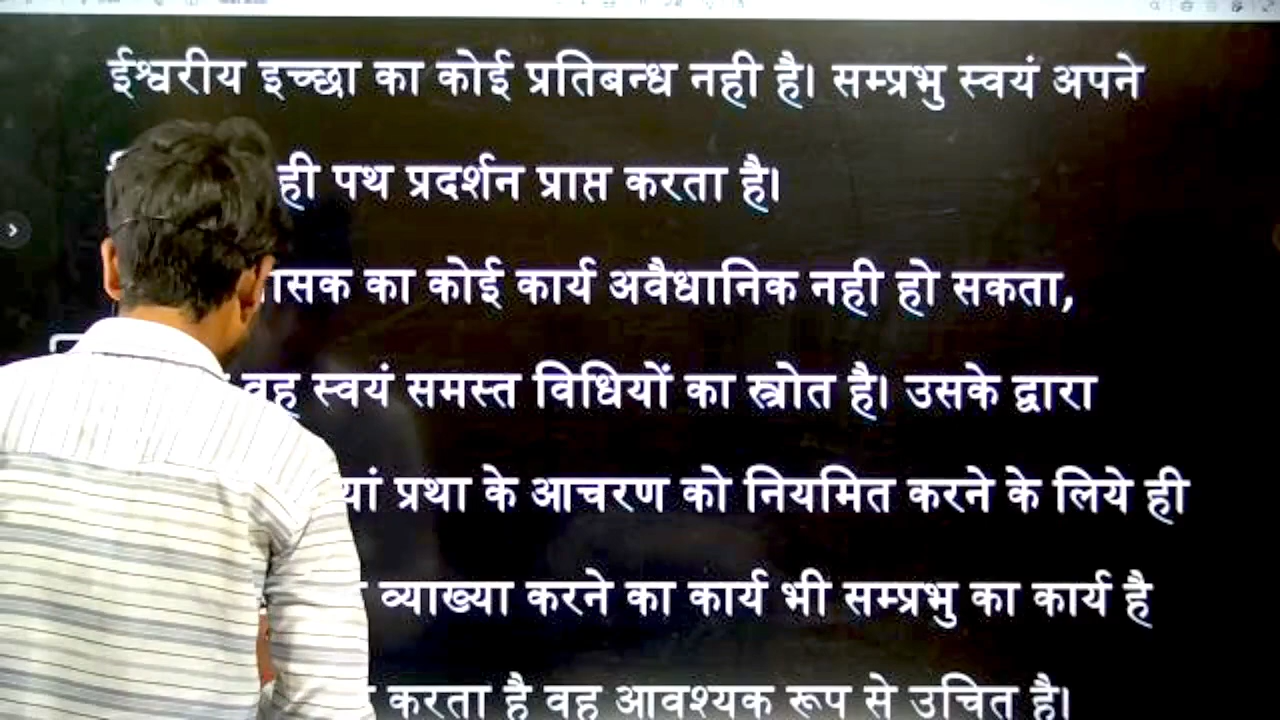 ईश्वरीय इच्छा का कोई प्रतिबन्ध नही है। सम्प्रभु स्वयं अपने
ही पथ प्रदर्शन प्राप्त करता है।
का कोई कार्य अवैधानिक नही हो सकता,
वह स्वयं समस्त विधियों का स्त्रोत है। उसके द्वारा
प्रथा के आचरण को नियमित करने के लिये ही
व्याख्या करने का कार्य भी सम्प्रभु का कार्य है
करता है वह आवश्यक रूप से उचित है।